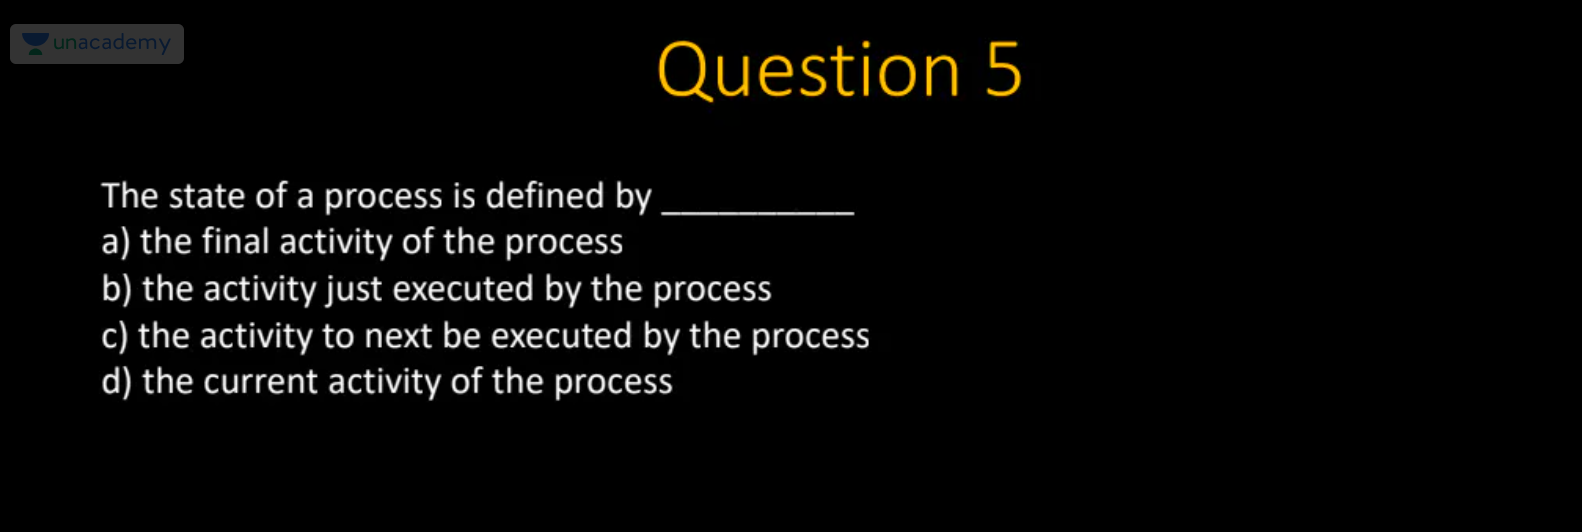 unacademy
Question 5
The state of a process is defined by __________
a) the final activity of the process
b) the activity just executed by the process
c) the activity to next be executed by the process
d) the current activity of the process